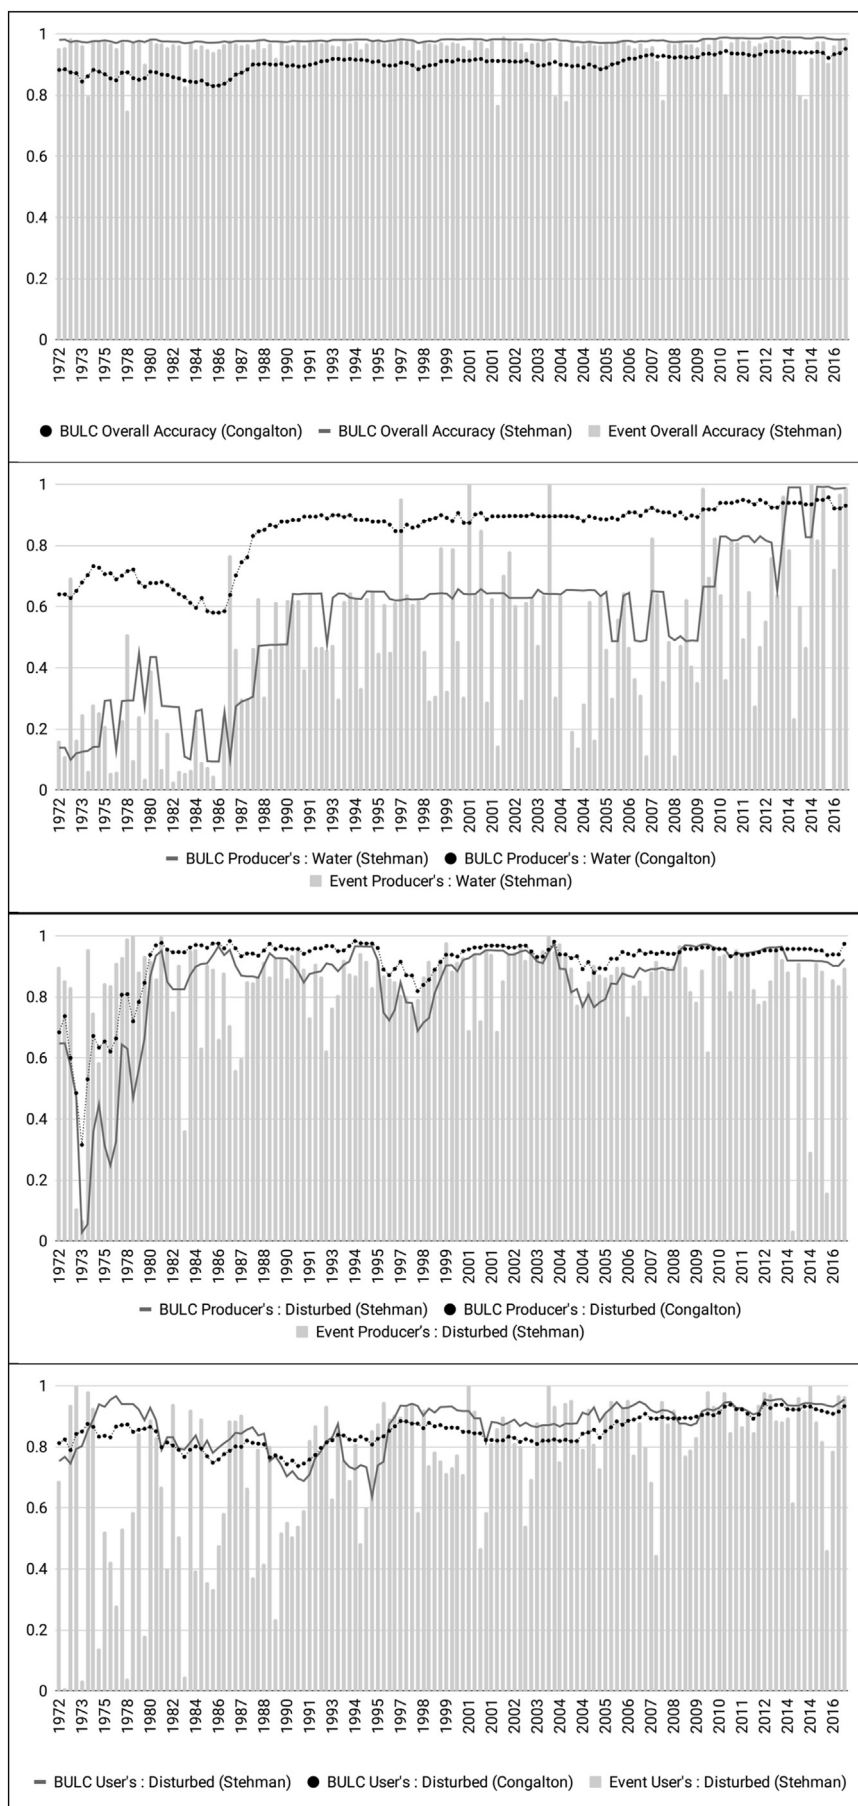 1
0.8
0.6
0.4
0.2
0
1972 1973 1975 1978 1980 1982 1984 1986 1987 1988 1990 1991 1992 1994 1995 1997 1998 1999 2001 2001 2002 2003 2004 2004 2005 2006 2007 2008 2009 2010 2011 2012 2014 2014 2016
BULC Overall Accuracy (Congalton) BULC Overall Accuracy (Stehman) Event Overall Accuracy (Stehman)
1
0.8
0.6
0.4
0.2
0
1972 1973 1975 1978 1980 1982 1984 1986 1987 1988 1990 1991 1992 1994 1995 1997 1998 1999 2001 2001 2002 2003 2004 2004 2005 2006 2007 2008 2009 2010 2011 2012 2014 2014 2016
BULC Producer's : Water (Stehman) BULC Producer's : Water (Congalton)
Event Producer's : Water (Stehman)
1
0.8
0.6
0.4
0.2
0
1972 1973 1975 1978 1980 1982 1984 1986 1987 1988 1990 1991 1992 1994 1995 1997 1998 1999 2001 2001 2002 2003 2004 2004 2005 2006 2007 2008 2009 2010 2011 2012 2014 2014 2016
BULC Producer's : Disturbed (Stehman) BULC Producer's : Disturbed (Congalton)
Event Producer's : Disturbed (Stehman)
1
0.8
0.6
0.4
0.2
0
1972 1973 1975 1978 1980 1982 1984 1986 1987 1988 1990 1991 1992 1994 1995 1997 1998 1999 2001 2001 2002 2003 2004 2004 2005 2006 2007 2008 2009 2010 2011 2012 2014 2014 2016
BULC User's : Disturbed (Stehman) BULC User's : Disturbed (Congalton) Event User's : Disturbed (Stehman)